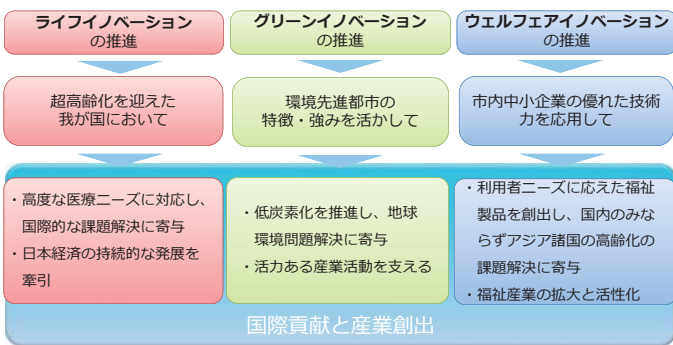 ライフイノベーション
の推進
グリーンイノベーション
の推進
ウェルフェアイノベーション
の推進
超高齢化を迎えた
我が国において
環境先進都市の
特徴・強みを活かして
市内中小企業の優れた技術
力を応用して
・高度な医療ニーズに対応し、
国際的な課題解決に寄与
・日本経済の持続的な発展を
牽引
・低炭素化を推進し、地球
環境問題解決に寄与
・活力ある産業活動を支える
・利用者ニーズに応えた福祉
製品を創出し、国内のみな
らずアジア諸国の高齢化の
課題解決に寄与
・福祉産業の拡大と活性化
国際貢献と産業創出